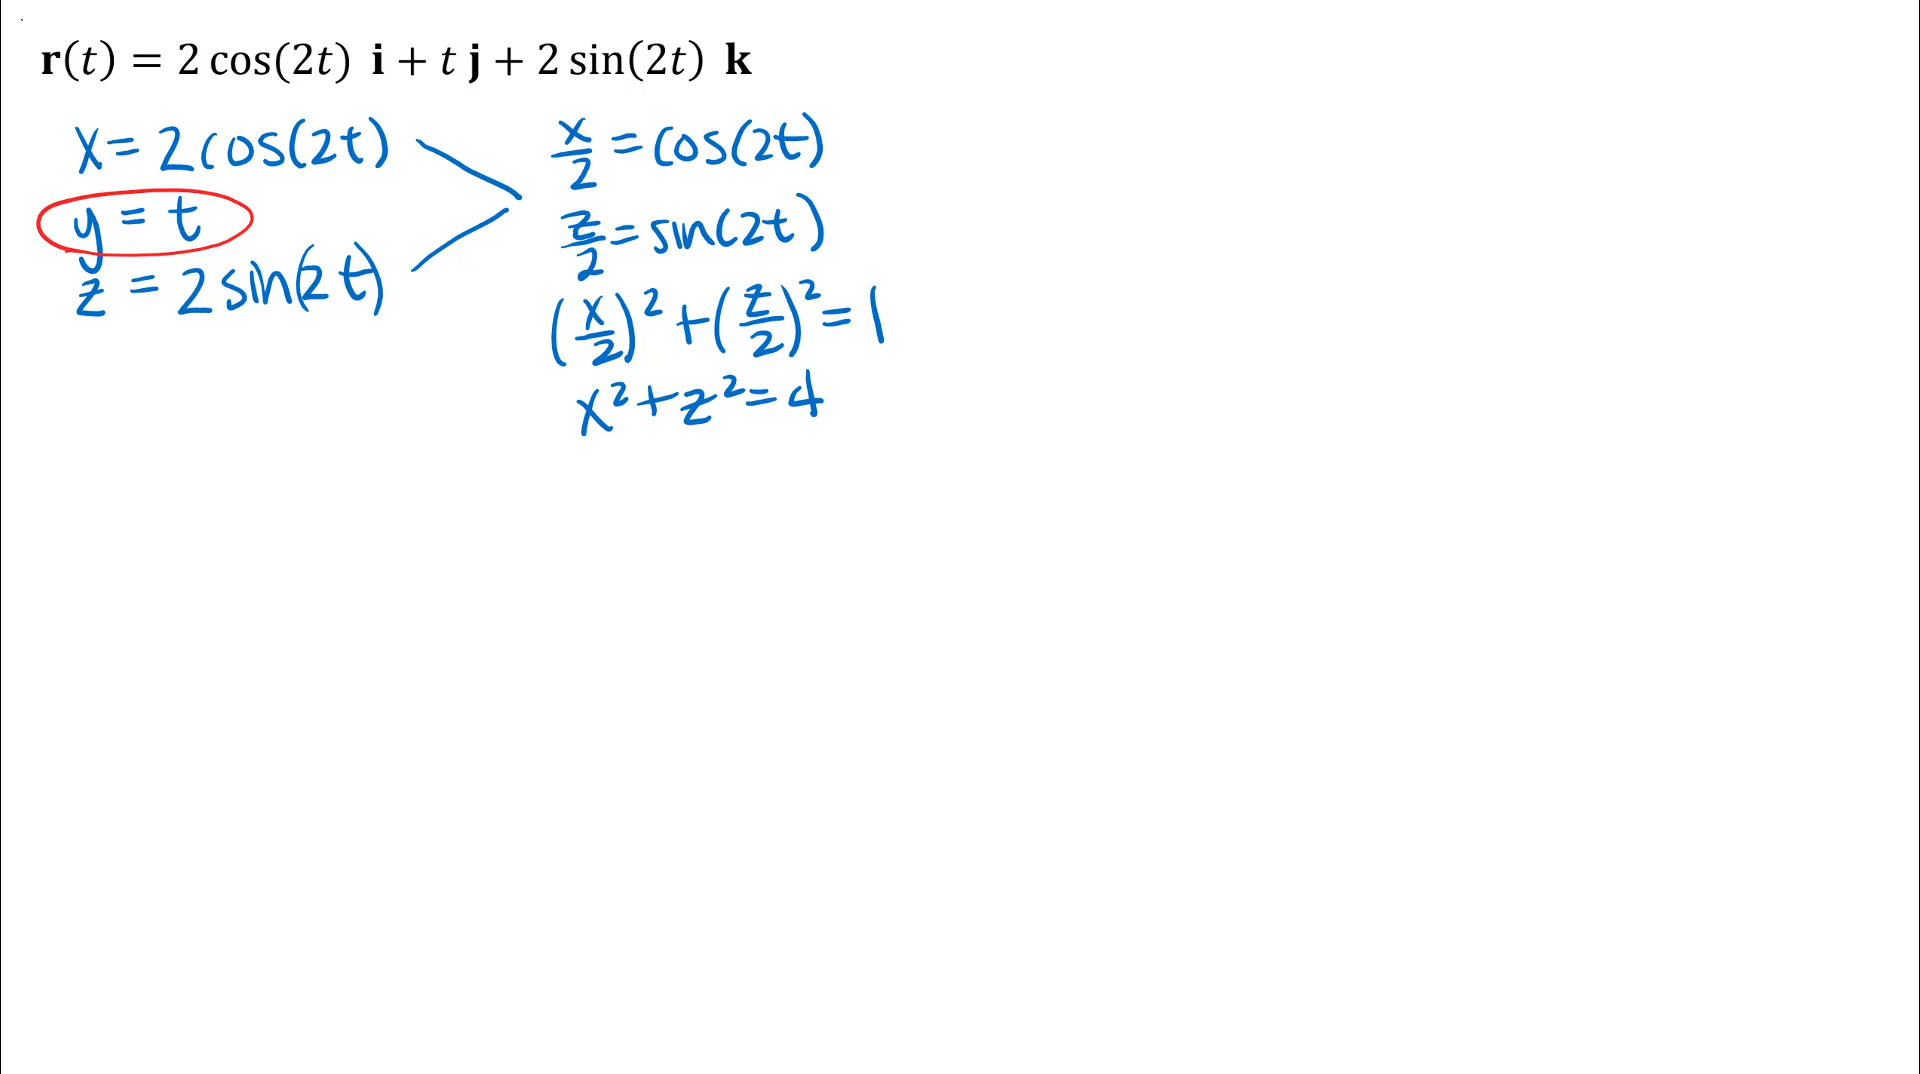 r(t) = 2 cos(2t) i + t j + 2 sin(2t) k
x = 2cos(2t)
y = t
z = 2sin(2t)
x/2 = cos(2t)
z/2 = sin(2t)
(x/2)² + (z/2)² = 1
x² + z² = 4